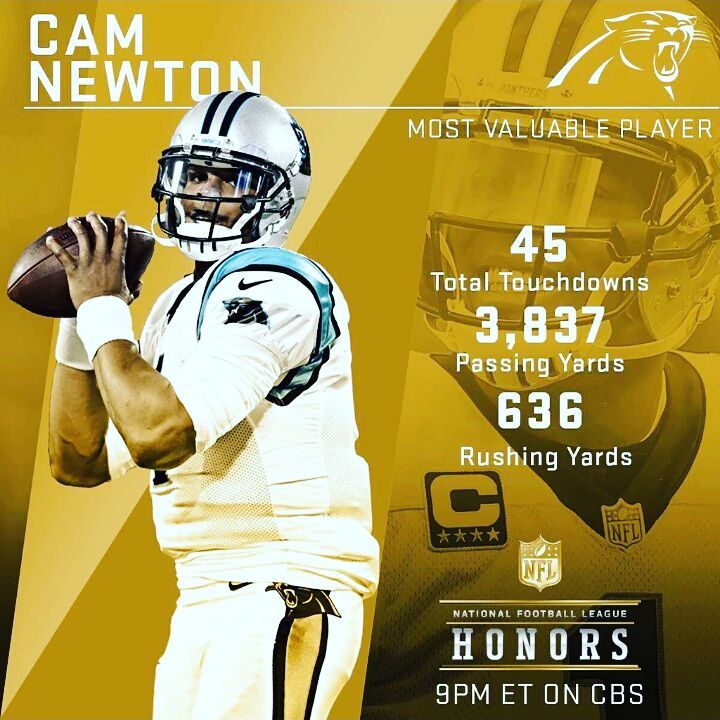 CAM
NEWTON
PANTHERS
MOST VALUABLE PLAYER
45
Total Touchdowns
3,837
Passing Yards
636
Rushing Yards
C
NFL
NFL
NATIONAL FOOTBALL LEAGUE
HONORS
9PM ET ON CBS